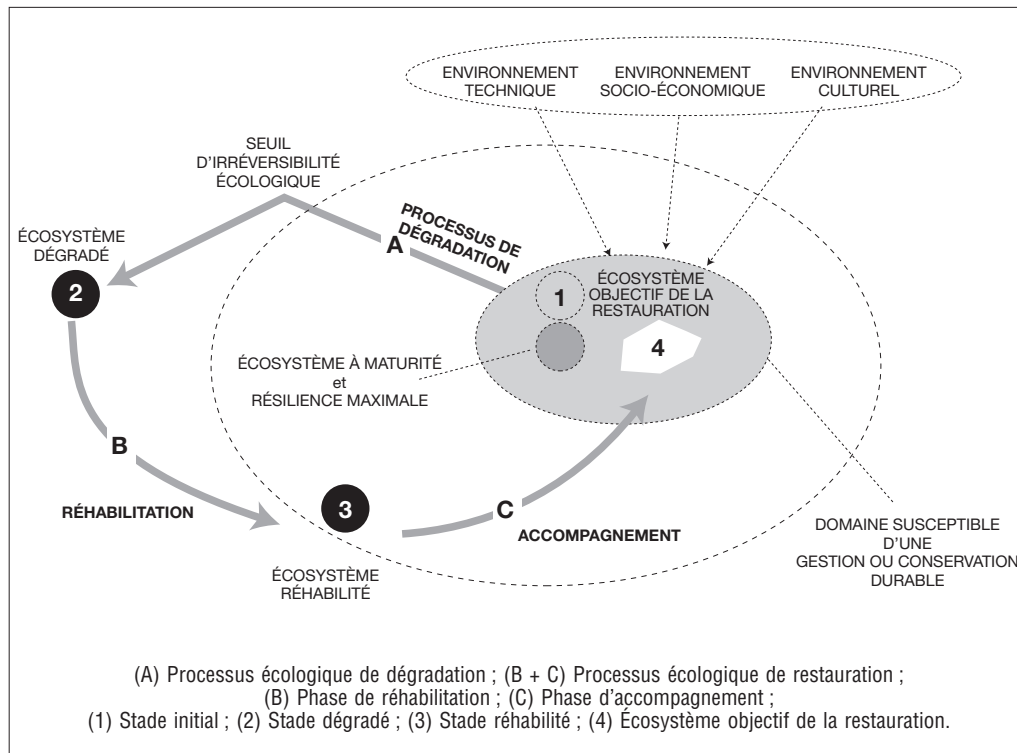 ENVIRONNEMENT
TECHNIQUE
ENVIRONNEMENT
SOCIO-ÉCONOMIQUE
ENVIRONNEMENT
CULTUREL
SEUIL
D'IRRÉVERSIBILITÉ
ÉCOLOGIQUE
PROCESSUS DE
DÉGRADATION
A
ÉCOSYSTÈME
DÉGRADÉ
2
1
ÉCOSYSTÈME
OBJECTIF DE LA
RESTAURATION
4
ÉCOSYSTÈME À MATURITÉ
et
RÉSILIENCE MAXIMALE
B
RÉHABILITATION
3
C
ACCOMPAGNEMENT
ÉCOSYSTÈME
RÉHABILITÉ
DOMAINE SUSCEPTIBLE
D'UNE
GESTION OU CONSERVATION
DURABLE
(A) Processus écologique de dégradation ; (B + C) Processus écologique de restauration ;
(B) Phase de réhabilitation ; (C) Phase d'accompagnement ;
(1) Stade initial ; (2) Stade dégradé ; (3) Stade réhabilité ; (4) Écosystème objectif de la restauration.